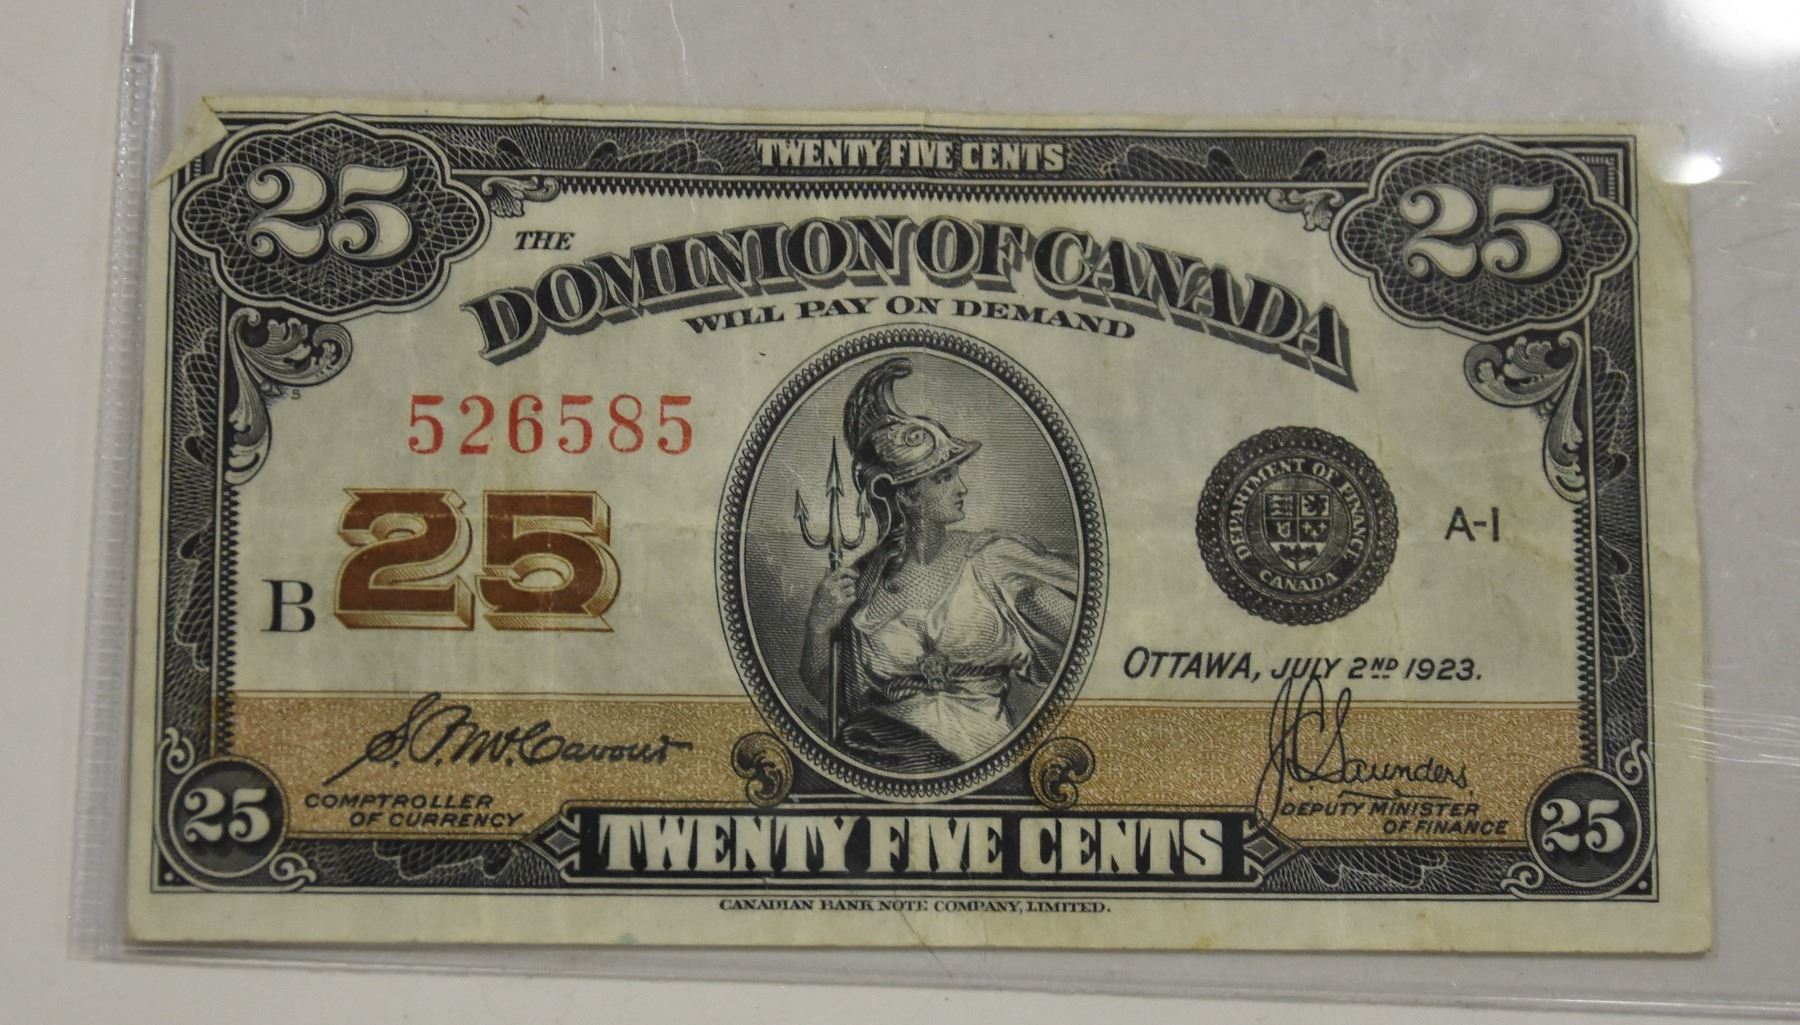 TWENTY FIVE CENTS
25 25
THE DOMINION OF CANADA
WILL PAY ON DEMAND
526585
DEPARTMENT OF FINANCE
CANADA
A-1
B 25
OTTAWA, JULY 2ND 1923.
S.P. McCavour
J.C. Saunders
COMPTROLLER
OF CURRENCY
DEPUTY MINISTER
OF FINANCE
25 TWENTY FIVE CENTS 25
CANADIAN BANK NOTE COMPANY, LIMITED.